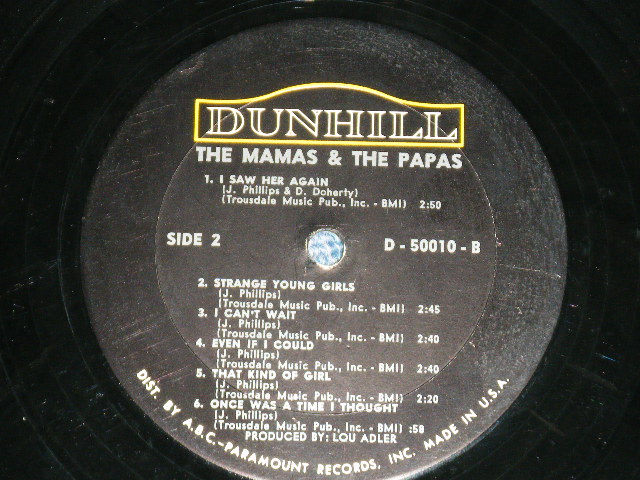 DUNHILL
THE MAMAS & THE PAPAS
1. I SAW HER AGAIN
(J. Phillips & D. Doherty)
(Trousdale Music Pub., Inc. - BMI) 2:50
SIDE 2
D - 50010 - B
2. STRANGE YOUNG GIRLS
(J. Phillips)
(Trousdale Music Pub., Inc. - BMI) 2:45
3. I CAN'T WAIT
(J. Phillips)
(Trousdale Music Pub., Inc. - BMI) 2:40
4. EVEN IF I COULD
(J. Phillips)
(Trousdale Music Pub., Inc. - BMI) 2:40
5. THAT KIND OF GIRL
(J. Phillips)
(Trousdale Music Pub., Inc. - BMI) 2:20
6. ONCE WAS A TIME I THOUGHT
(J. Phillips)
(Trousdale Music Pub., Inc. - BMI) :58
PRODUCED BY: LOU ADLER
DIST. BY A.B.C.-PARAMOUNT RECORDS, INC. MADE IN U.S.A.